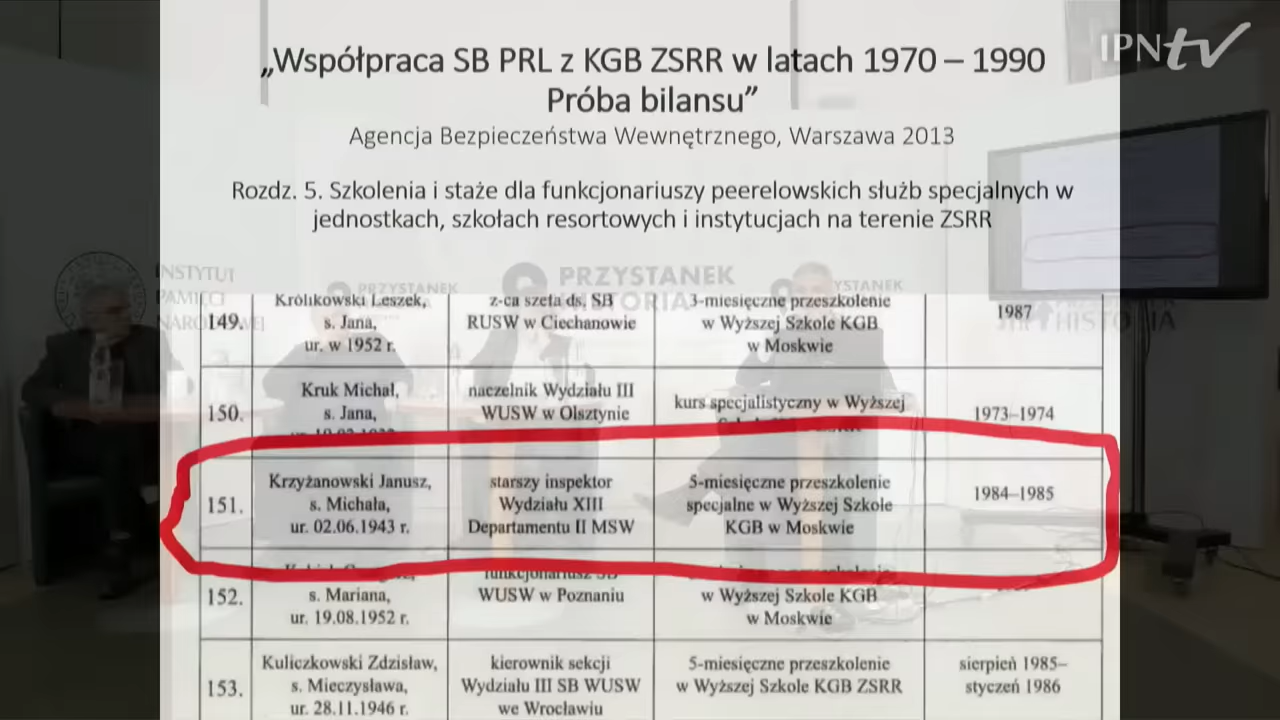 „Współpraca SB PRL z KGB ZSRR w latach 1970 – 1990
Próba bilansu”
Agencja Bezpieczeństwa Wewnętrznego, Warszawa 2013
Rozdz. 5. Szkolenia i staże dla funkcjonariuszy peerelowskich służb specjalnych w
jednostkach, szkołach resortowych i instytucjach na terenie ZSRR
IPNtv
INSTYTUT
PAMIĘCI
NARODOWEJ
PRZYSTANEK
HISTORIA
PRZYSTANEK
PRZYSTANEK
HISTORIA
149.
Królikowski Leszek,
s. Jana,
ur. w 1952 r.
z-ca szefa ds. SB
RUSW w Ciechanowie
3-miesięczne przeszkolenie
w Wyższej Szkole KGB
w Moskwie
1987
150.
Kruk Michał,
s. Jana,
naczelnik Wydziału III
WUSW w Olsztynie
kurs specjalistyczny w Wyższej
1973–1974
151.
Krzyżanowski Janusz,
s. Michała,
ur. 02.06.1943 r.
starszy inspektor
Wydziału XIII
Departamentu II MSW
5-miesięczne przeszkolenie
specjalne w Wyższej Szkole
KGB w Moskwie
1984–1985
152.
s. Mariana,
ur. 19.08.1952 r.
funkcjonariusz SB
WUSW w Poznaniu
w Wyższej Szkole KGB
w Moskwie
153.
Kuliczkowski Zdzisław,
s. Mieczysława,
ur. 28.11.1946 r.
kierownik sekcji
Wydziału III SB WUSW
we Wrocławiu
5-miesięczne przeszkolenie
w Wyższej Szkole KGB ZSRR
sierpień 1985–
styczeń 1986